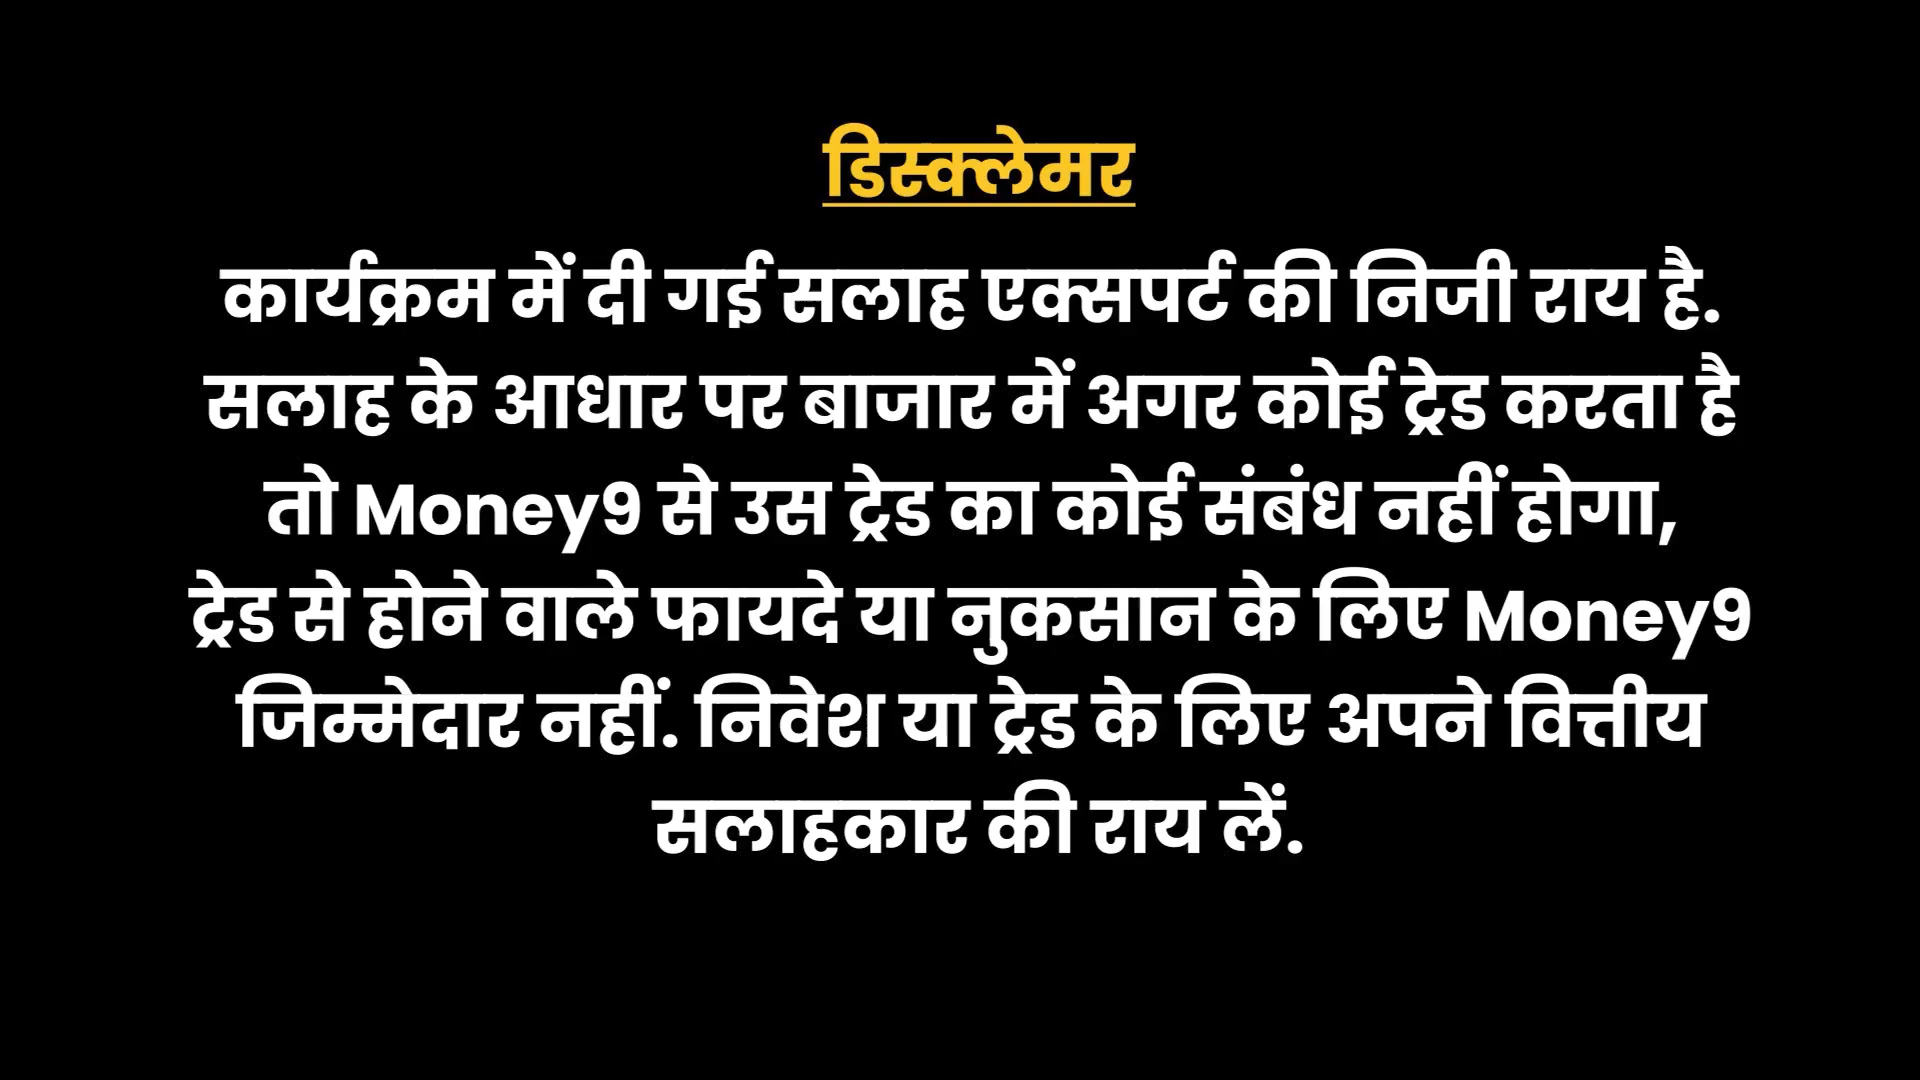 डिस्क्लेमर
कार्यक्रम में दी गई सलाह एक्सपर्ट की निजी राय है.
सलाह के आधार पर बाजार में अगर कोई ट्रेड करता है
तो Money9 से उस ट्रेड का कोई संबंध नहीं होगा,
ट्रेड से होने वाले फायदे या नुकसान के लिए Money9
जिम्मेदार नहीं. निवेश या ट्रेड के लिए अपने वित्तीय
सलाहकार की राय लें.